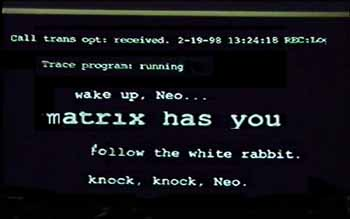 Call trans opt: received. 2-19-98 13:24:18 REC:Log
Trace program: running
wake up, Neo...
matrix has you
follow the white rabbit.
knock, knock, Neo.